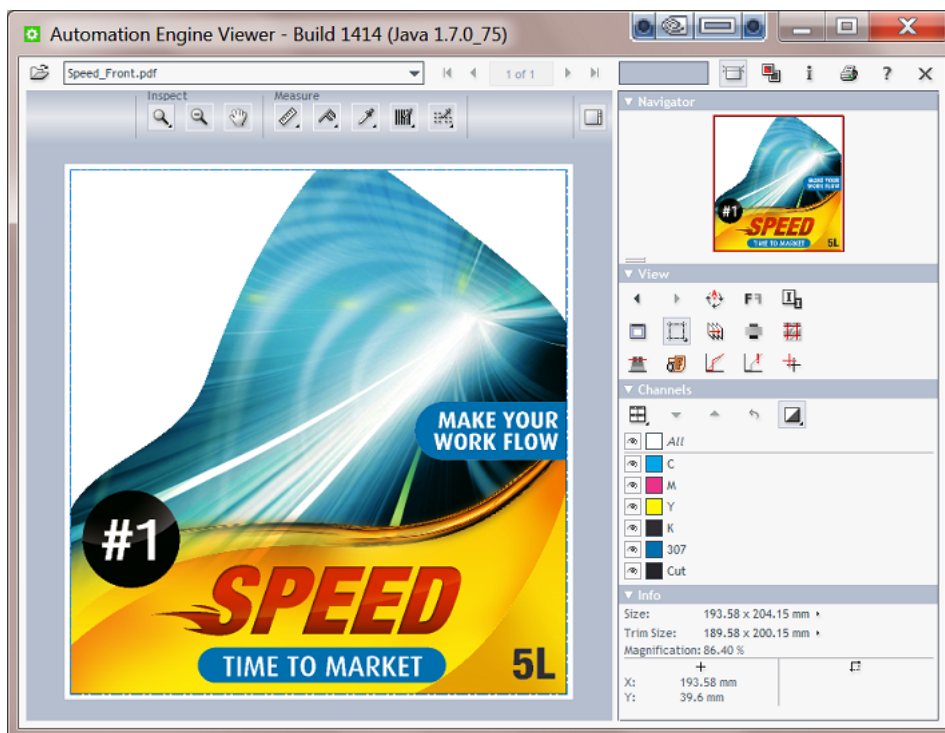 Automation Engine Viewer - Build 1414 (Java 1.7.0_75)
Speed_Front.pdf
1 of 1
Inspect
Measure
Navigator
MAKE YOUR
WORK FLOW
#1
SPEED
TIME TO MARKET
5L
View
Channels
All
C
M
Y
K
307
Cut
Info
Size: 193.58 x 204.15 mm
Trim Size: 189.58 x 200.15 mm
Magnification: 86.40 %
X: 193.58 mm
Y: 39.6 mm
MAKE YOUR
WORK FLOW
#1
SPEED
TIME TO MARKET
5L